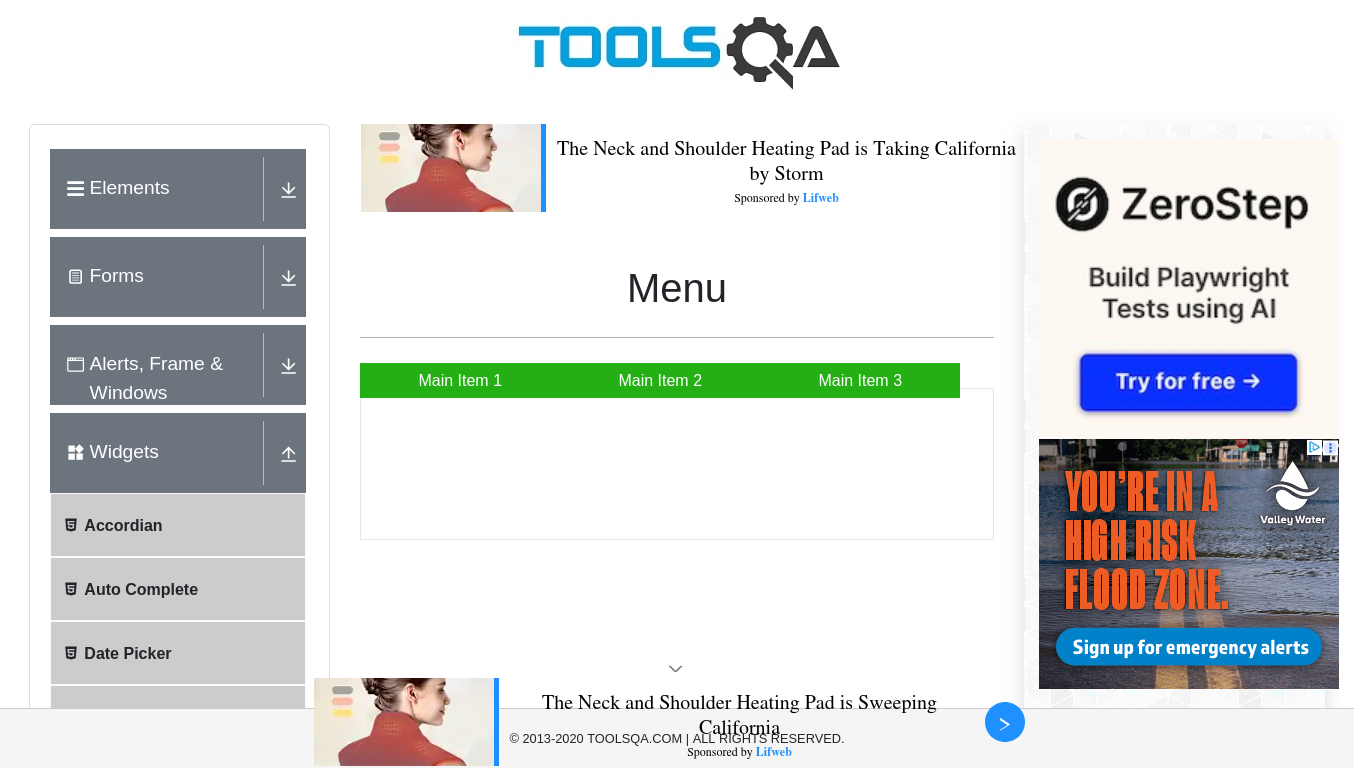 TOOLSQA
Elements
Forms
Alerts, Frame &
Windows
Widgets
Accordian
Auto Complete
Date Picker
The Neck and Shoulder Heating Pad is Taking California
by Storm
Sponsored by Lifweb
Menu
Main Item 1
Main Item 2
Main Item 3
ZeroStep
Build Playwright
Tests using AI
Try for free →
YOU'RE IN A
HIGH RISK
FLOOD ZONE.
Valley Water
Sign up for emergency alerts
The Neck and Shoulder Heating Pad is Sweeping
California
Sponsored by Lifweb
© 2013-2020 TOOLSQA.COM | ALL RIGHTS RESERVED.